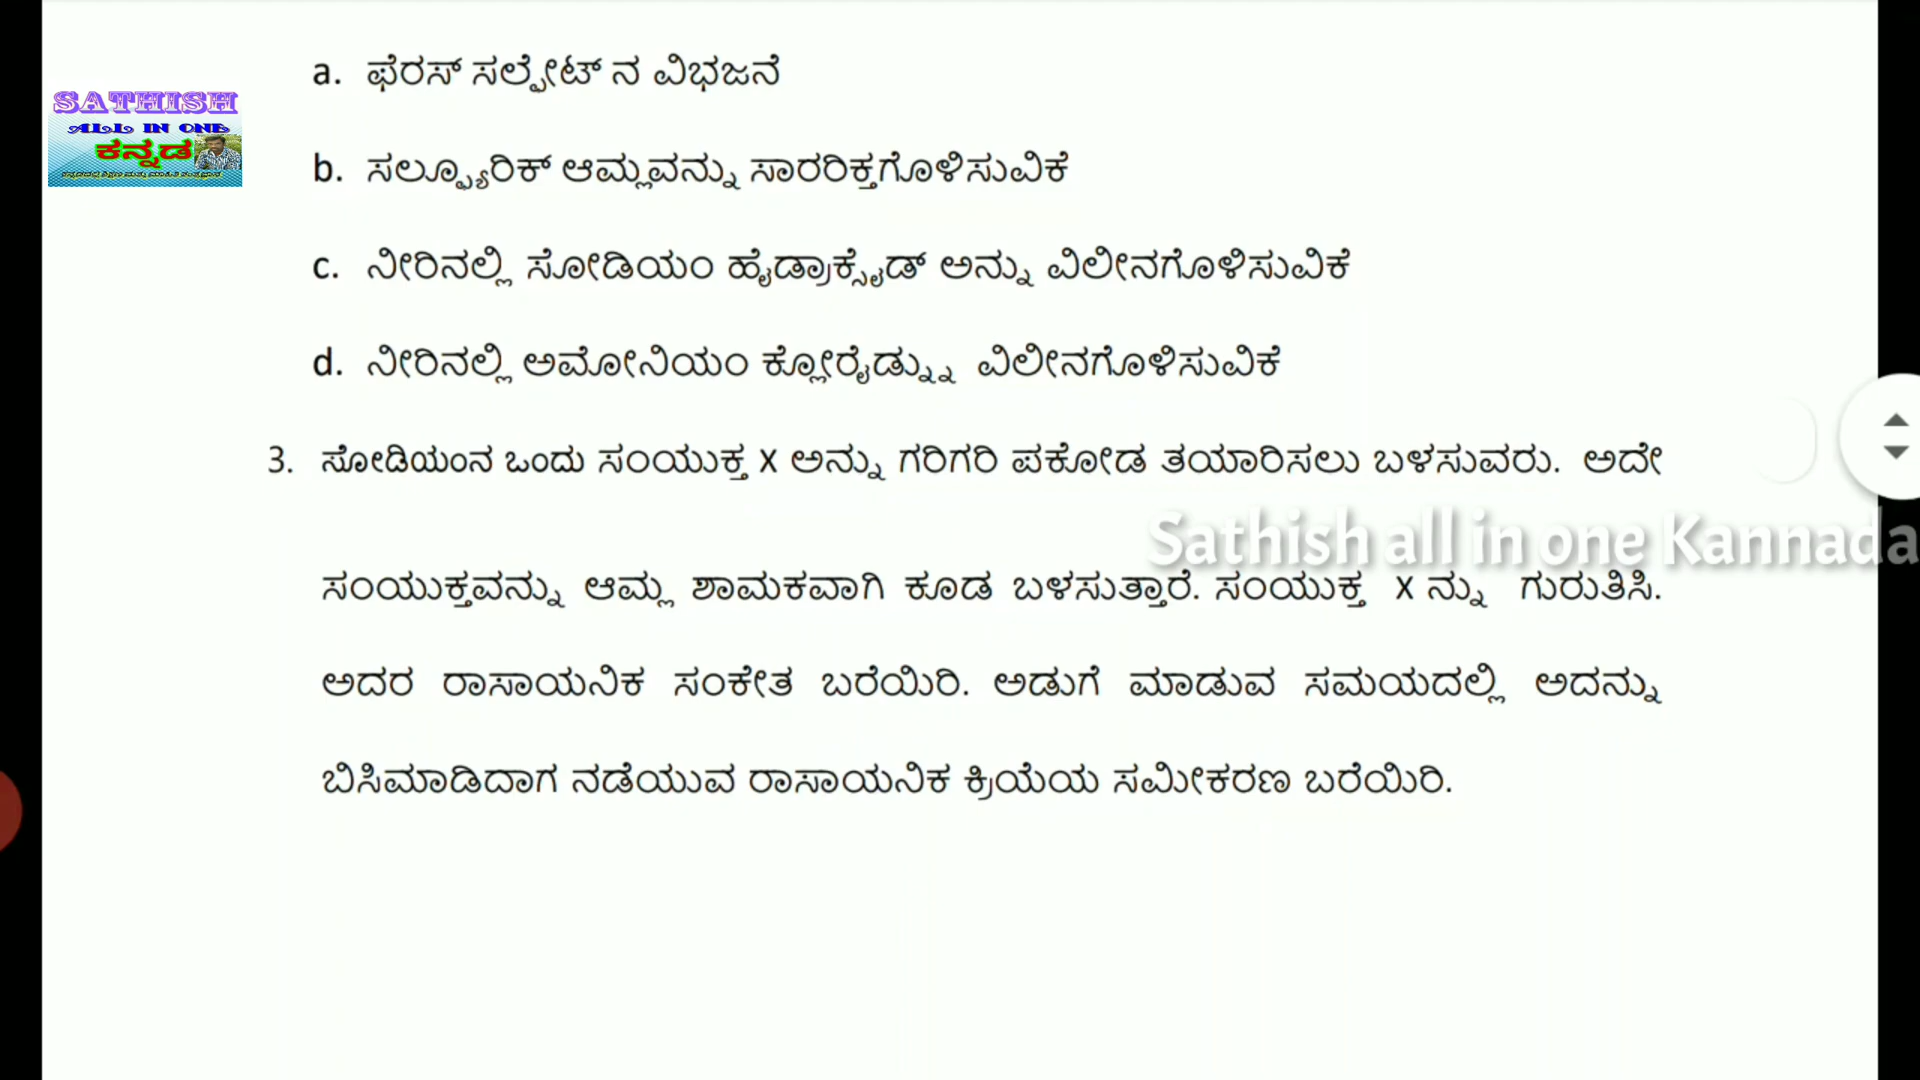 a. ಫೆರಸ್ ಸಲ್ಫೇಟ್ ನ ವಿಭಜನೆ
SATHISH
ALL IN ONE
ಕನ್ನಡ
b. ಸಲ್ಫ್ಯೂರಿಕ್ ಆಮ್ಲವನ್ನು ಸಾರರಿಕ್ತಗೊಳಿಸುವಿಕೆ
c. ನೀರಿನಲ್ಲಿ ಸೋಡಿಯಂ ಹೈಡ್ರಾಕ್ಸೈಡ್ ಅನ್ನು ವಿಲೀನಗೊಳಿಸುವಿಕೆ
d. ನೀರಿನಲ್ಲಿ ಅಮೋನಿಯಂ ಕ್ಲೋರೈಡ್ನ್ನು ವಿಲೀನಗೊಳಿಸುವಿಕೆ
3. ಸೋಡಿಯಂನ ಒಂದು ಸಂಯುಕ್ತ X ಅನ್ನು ಗರಿಗರಿ ಪಕೋಡ ತಯಾರಿಸಲು ಬಳಸುವರು. ಅದೇ
Sathish all in one Kannada
ಸಂಯುಕ್ತವನ್ನು ಆಮ್ಲ ಶಾಮಕವಾಗಿ ಕೂಡ ಬಳಸುತ್ತಾರೆ. ಸಂಯುಕ್ತ X ನ್ನು ಗುರುತಿಸಿ.
ಅದರ ರಾಸಾಯನಿಕ ಸಂಕೇತ ಬರೆಯಿರಿ. ಅಡುಗೆ ಮಾಡುವ ಸಮಯದಲ್ಲಿ ಅದನ್ನು
ಬಿಸಿಮಾಡಿದಾಗ ನಡೆಯುವ ರಾಸಾಯನಿಕ ಕ್ರಿಯೆಯ ಸಮೀಕರಣ ಬರೆಯಿರಿ.